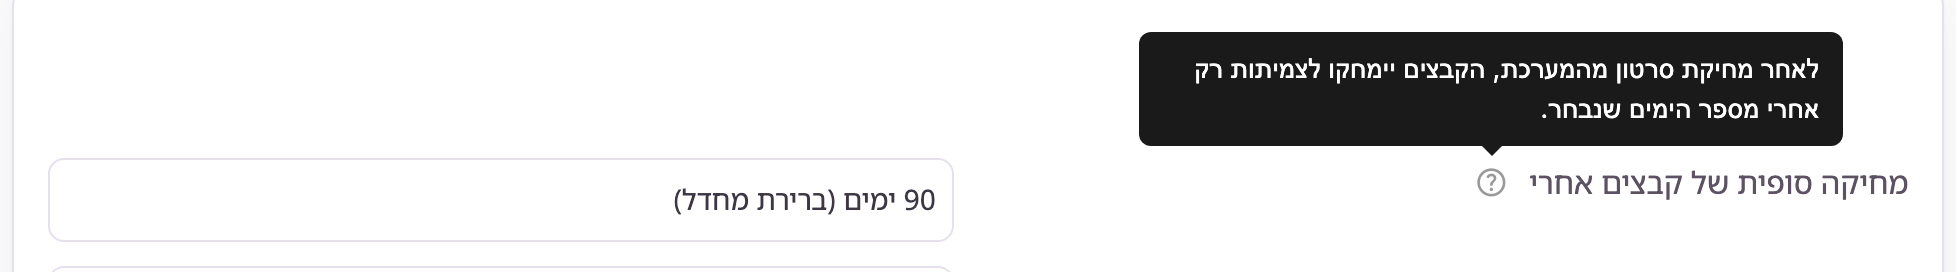 לאחר מחיקת סרטון מהמערכת, הקבצים יימחקו לצמיתות רק
אחרי מספר הימים שנבחר.
מחיקה סופית של קבצים אחרי
90 ימים (ברירת מחדל)